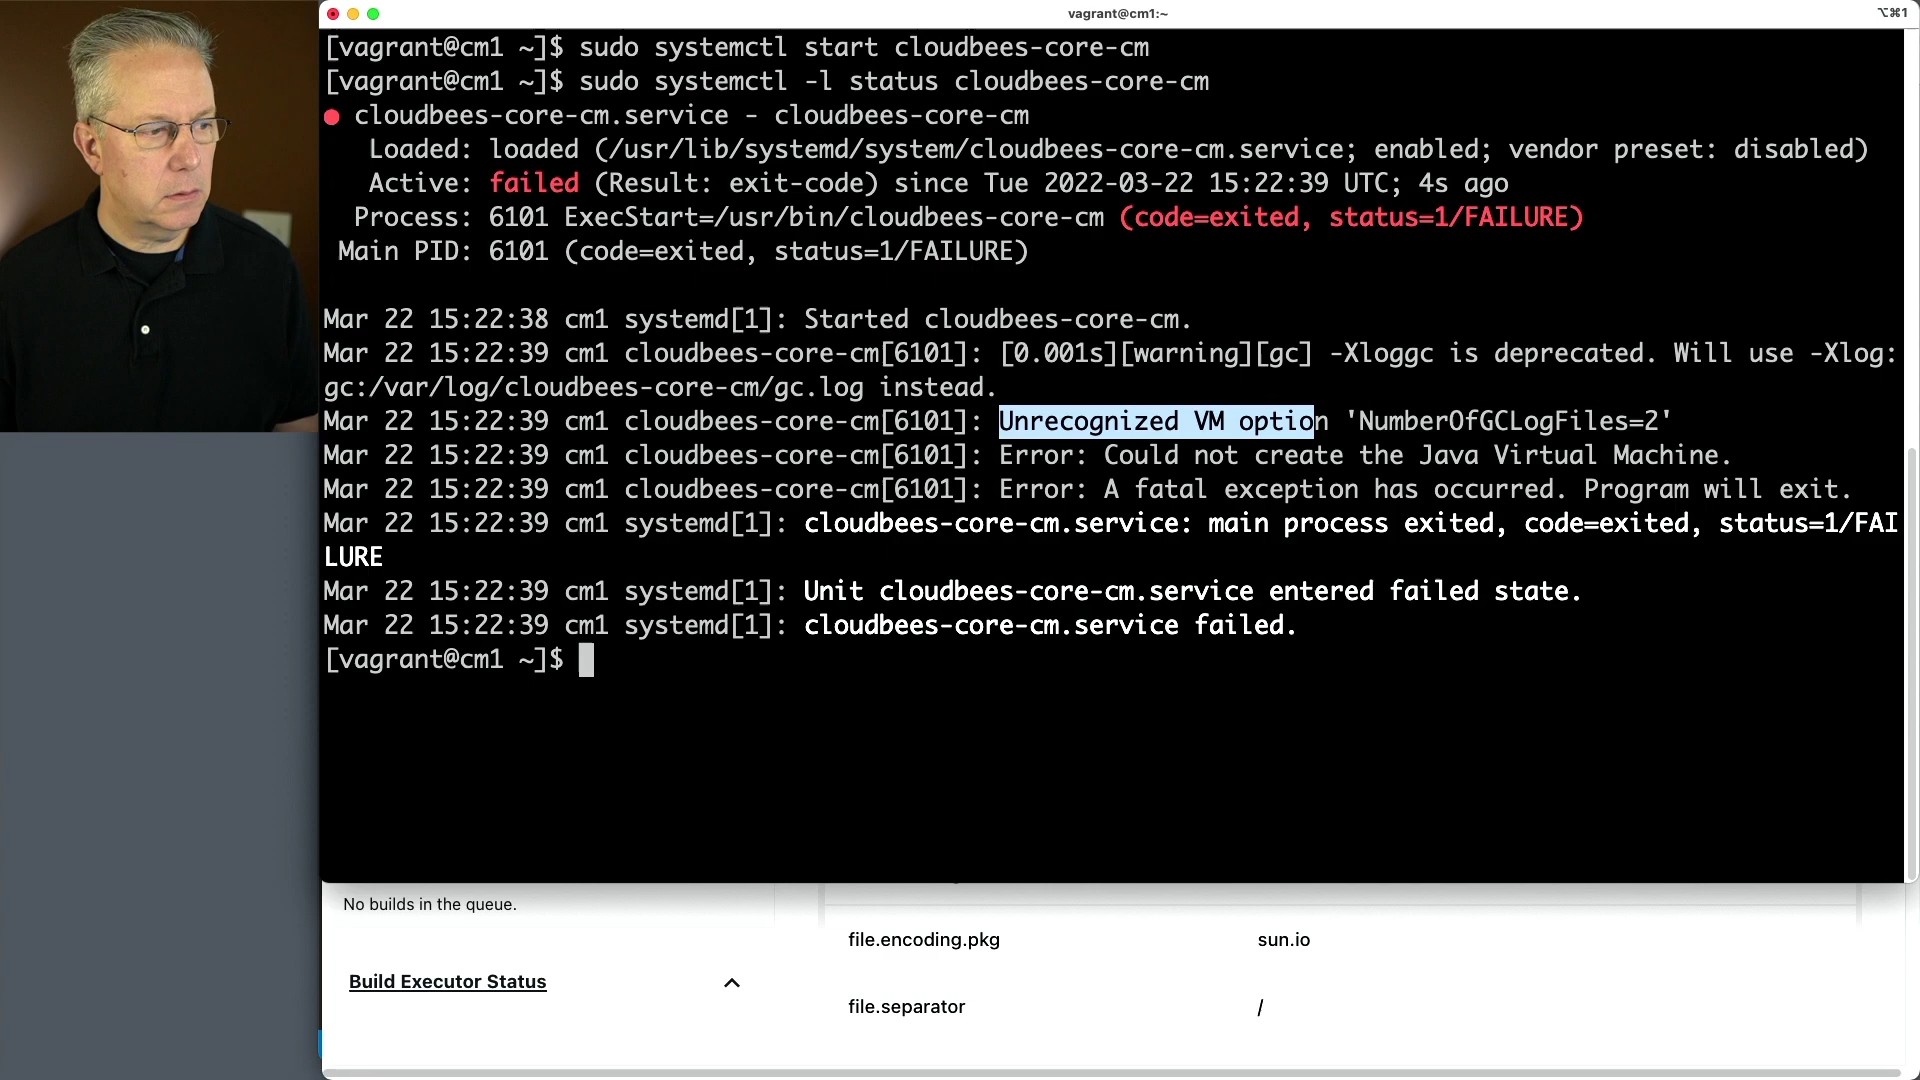 vagrant@cm1:~
⌥⌘1
[vagrant@cm1 ~]$ sudo systemctl start cloudbees-core-cm
[vagrant@cm1 ~]$ sudo systemctl -l status cloudbees-core-cm
● cloudbees-core-cm.service - cloudbees-core-cm
Loaded: loaded (/usr/lib/systemd/system/cloudbees-core-cm.service; enabled; vendor preset: disabled)
Active: failed (Result: exit-code) since Tue 2022-03-22 15:22:39 UTC; 4s ago
Process: 6101 ExecStart=/usr/bin/cloudbees-core-cm (code=exited, status=1/FAILURE)
Main PID: 6101 (code=exited, status=1/FAILURE)
Mar 22 15:22:38 cm1 systemd[1]: Started cloudbees-core-cm.
Mar 22 15:22:39 cm1 cloudbees-core-cm[6101]: [0.001s][warning][gc] -Xloggc is deprecated. Will use -Xlog:
gc:/var/log/cloudbees-core-cm/gc.log instead.
Mar 22 15:22:39 cm1 cloudbees-core-cm[6101]: Unrecognized VM option 'NumberOfGCLogFiles=2'
Mar 22 15:22:39 cm1 cloudbees-core-cm[6101]: Error: Could not create the Java Virtual Machine.
Mar 22 15:22:39 cm1 cloudbees-core-cm[6101]: Error: A fatal exception has occurred. Program will exit.
Mar 22 15:22:39 cm1 systemd[1]: cloudbees-core-cm.service: main process exited, code=exited, status=1/FAI
LURE
Mar 22 15:22:39 cm1 systemd[1]: Unit cloudbees-core-cm.service entered failed state.
Mar 22 15:22:39 cm1 systemd[1]: cloudbees-core-cm.service failed.
[vagrant@cm1 ~]$
No builds in the queue.
file.encoding.pkg sun.io
Build Executor Status
file.separator /